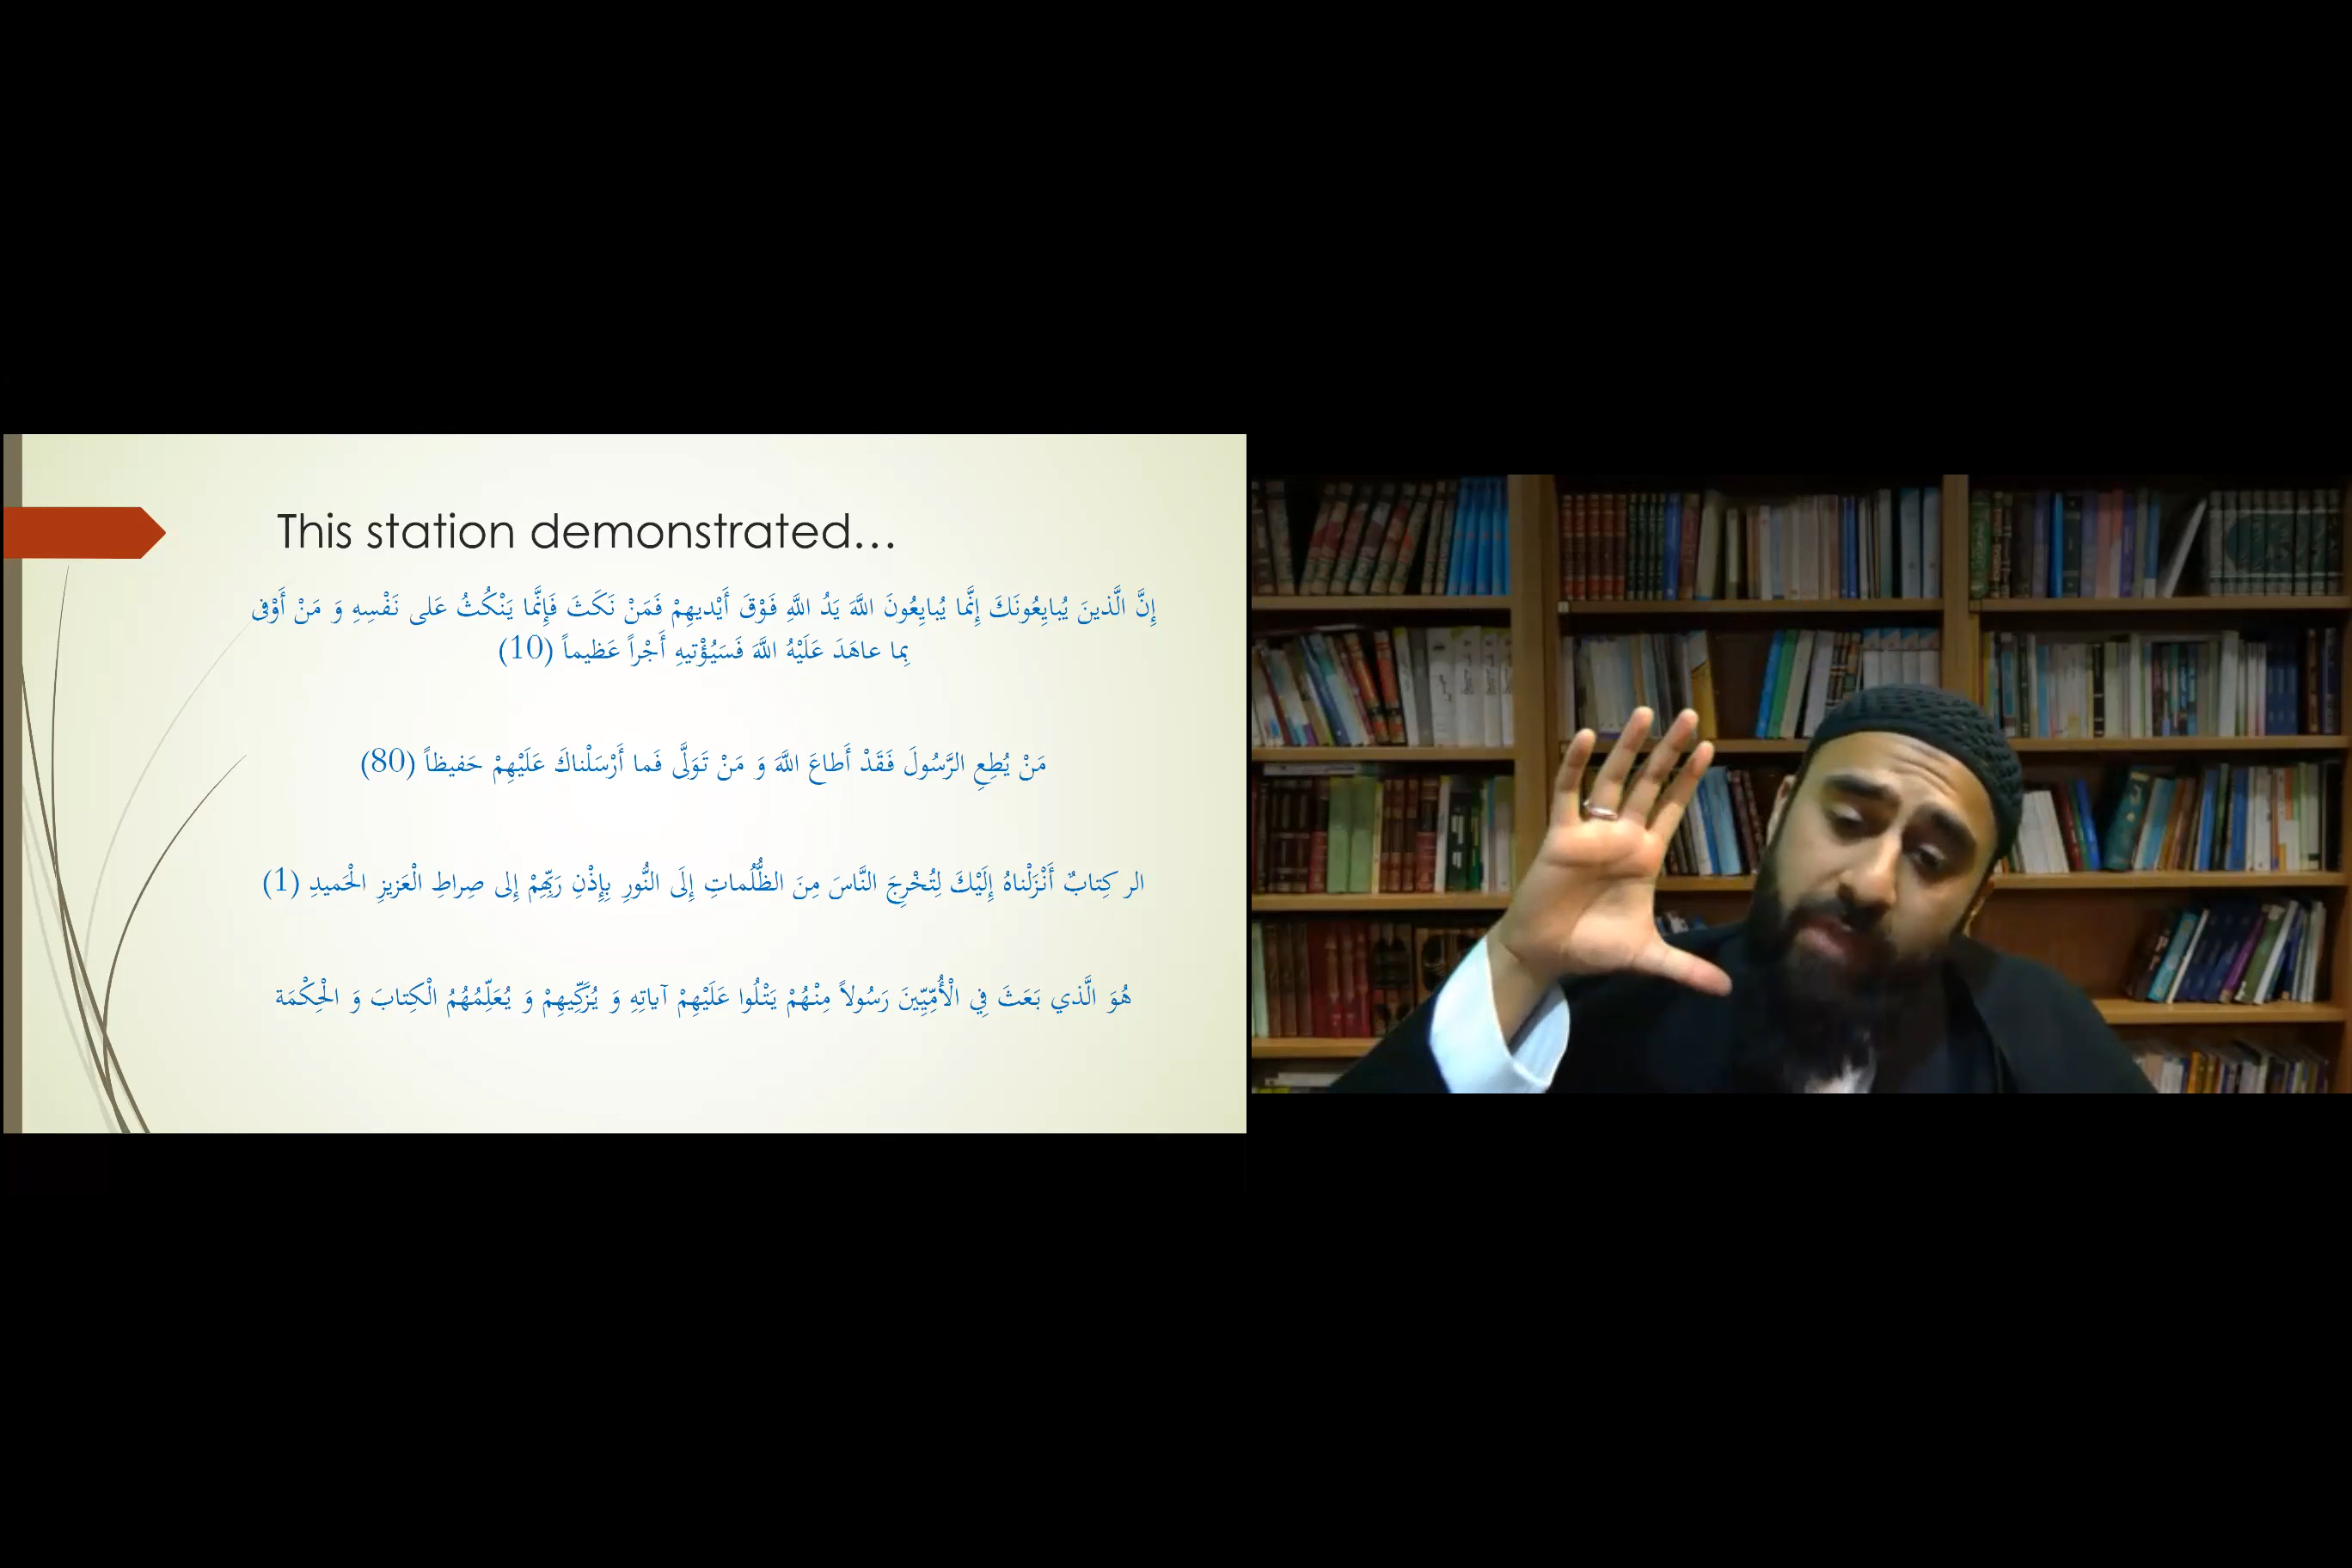 This station demonstrated…
إِنَّ الَّذينَ يُبايِعُونَكَ إِنَّما يُبايِعُونَ اللَّهَ يَدُ اللَّهِ فَوْقَ أَيْديهِمْ فَمَنْ نَكَثَ فَإِنَّما يَنْكُثُ عَلى نَفْسِهِ وَ مَنْ أَوْفى
بِما عاهَدَ عَلَيْهُ اللَّهَ فَسَيُؤْتيهِ أَجْراً عَظيماً (10)
مَنْ يُطِعِ الرَّسُولَ فَقَدْ أَطاعَ اللَّهَ وَ مَنْ تَوَلَّى فَما أَرْسَلْناكَ عَلَيْهِمْ حَفيظاً (80)
الر كِتابٌ أَنْزَلْناهُ إِلَيْكَ لِتُخْرِجَ النَّاسَ مِنَ الظُّلُماتِ إِلَى النُّورِ بِإِذْنِ رَبِّهِمْ إِلى صِراطِ الْعَزيزِ الْحَميدِ (1)
هُوَ الَّذي بَعَثَ فِي الْأُمِّيِّينَ رَسُولاً مِنْهُمْ يَتْلُوا عَلَيْهِمْ آياتِهِ وَ يُزَكِّيهِمْ وَ يُعَلِّمُهُمُ الْكِتابَ وَ الْحِكْمَة